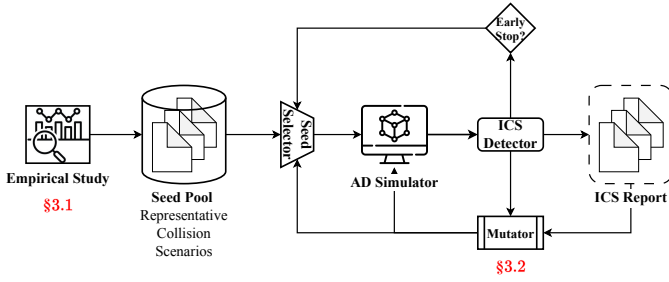 Early
Stop?
Seed
Selector
ICS
Detector
Empirical Study
§3.1
Seed Pool
Representative
Collision
Scenarios
AD Simulator
ICS Report
Mutator
§3.2